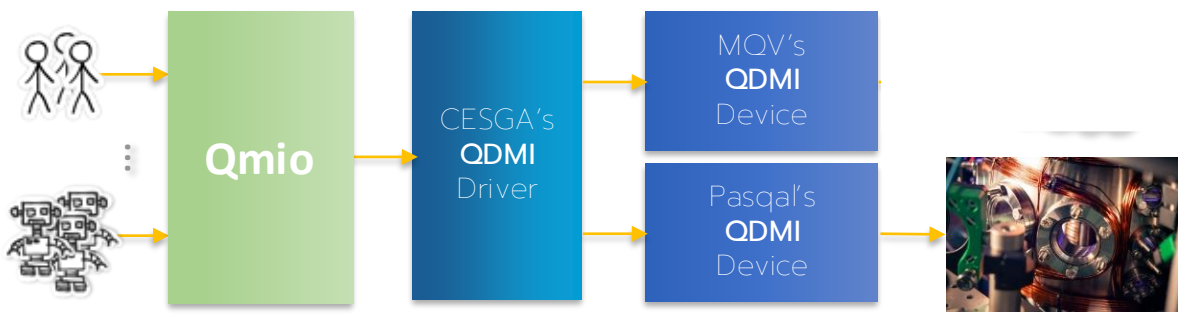 Qmio
CESGA's
QDMI
Driver
MQV's
QDMI
Device
Pasqal's
QDMI
Device